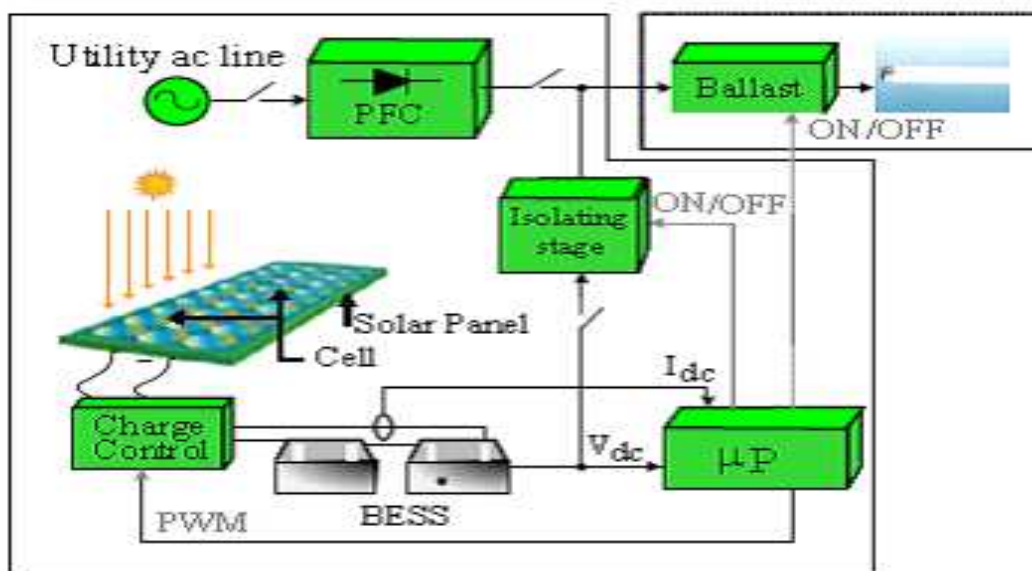 Utility ac line
PFC
Ballast
ON/OFF
Isolating
stage
ON/OFF
Solar Panel
Cell
I dc
Charge
Control
V dc
μP
BESS
PWM